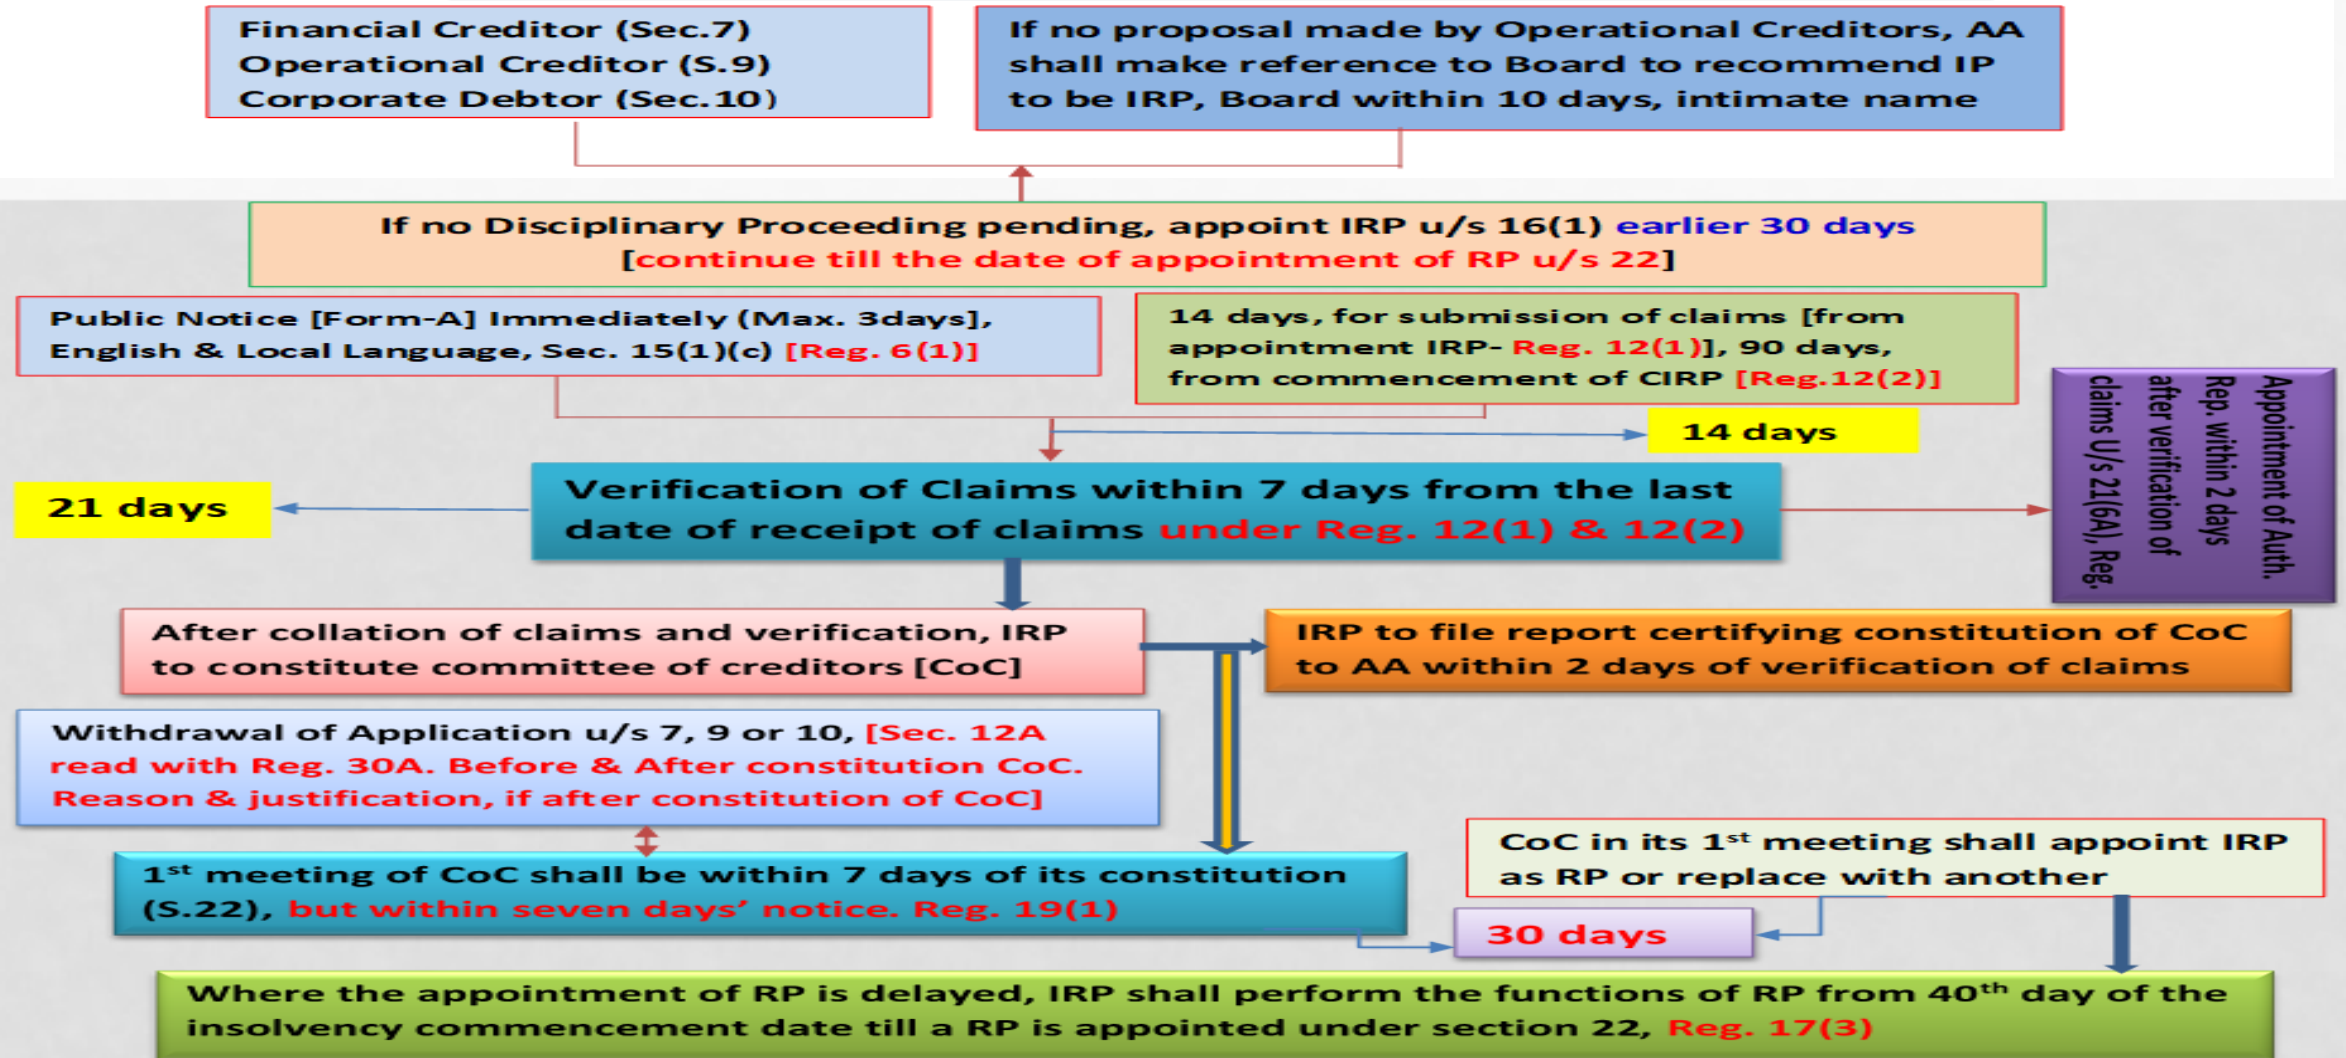 Financial Creditor (Sec.7)
Operational Creditor (S.9)
Corporate Debtor (Sec.10)
If no proposal made by Operational Creditors, AA
shall make reference to Board to recommend IP
to be IRP, Board within 10 days, intimate name
If no Disciplinary Proceeding pending, appoint IRP u/s 16(1) earlier 30 days
[continue till the date of appointment of RP u/s 22]
Public Notice [Form-A] Immediately (Max. 3days],
English & Local Language, Sec. 15(1)(c) [Reg. 6(1)]
14 days, for submission of claims [from
appointment IRP- Reg. 12(1)], 90 days,
from commencement of CIRP [Reg.12(2)]
14 days
Verification of Claims within 7 days from the last
date of receipt of claims under Reg. 12(1) & 12(2)
21 days
Appointment of Auth.
Rep. within 2 days
after verification of
claims U/s 21(6A), Reg.
After collation of claims and verification, IRP
to constitute committee of creditors [CoC]
IRP to file report certifying constitution of CoC
to AA within 2 days of verification of claims
Withdrawal of Application u/s 7, 9 or 10, [Sec. 12A
read with Reg. 30A. Before & After constitution CoC.
Reason & justification, if after constitution of CoC]
1st meeting of CoC shall be within 7 days of its constitution
(S.22), but within seven days’ notice. Reg. 19(1)
CoC in its 1st meeting shall appoint IRP
as RP or replace with another
30 days
Where the appointment of RP is delayed, IRP shall perform the functions of RP from 40th day of the
insolvency commencement date till a RP is appointed under section 22, Reg. 17(3)